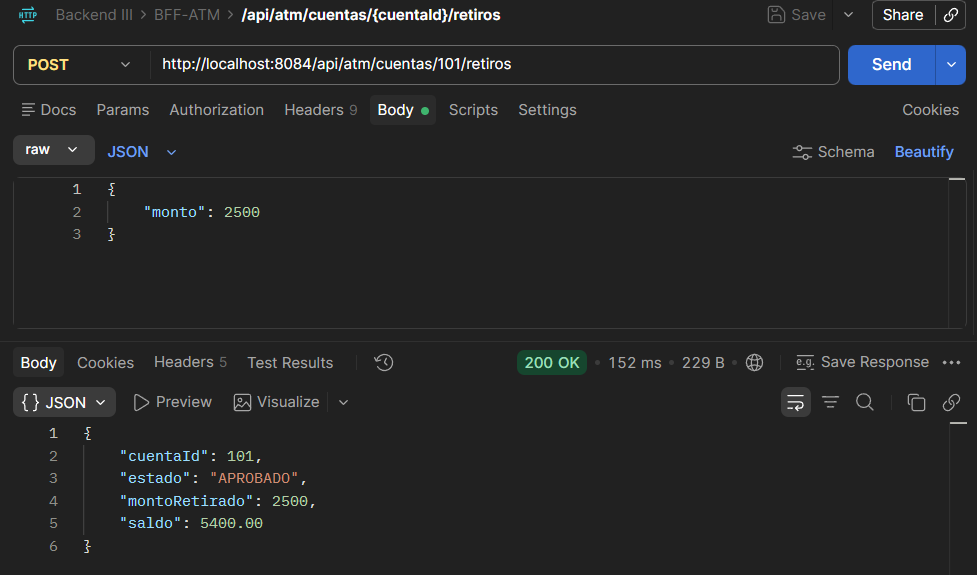 HTTP Backend III > BFF-ATM > /api/atm/cuentas/{cuentaId}/retiros Save Share
POST http://localhost:8084/api/atm/cuentas/101/retiros Send
Docs Params Authorization Headers 9 Body Scripts Settings Cookies
raw JSON Schema Beautify
1 {
2 "monto": 2500
3 }
Body Cookies Headers 5 Test Results 200 OK • 152 ms • 229 B • e.g. Save Response
{} JSON Preview Visualize
1 {
2 "cuentaId": 101,
3 "estado": "APROBADO",
4 "montoRetirado": 2500,
5 "saldo": 5400.00
6 }